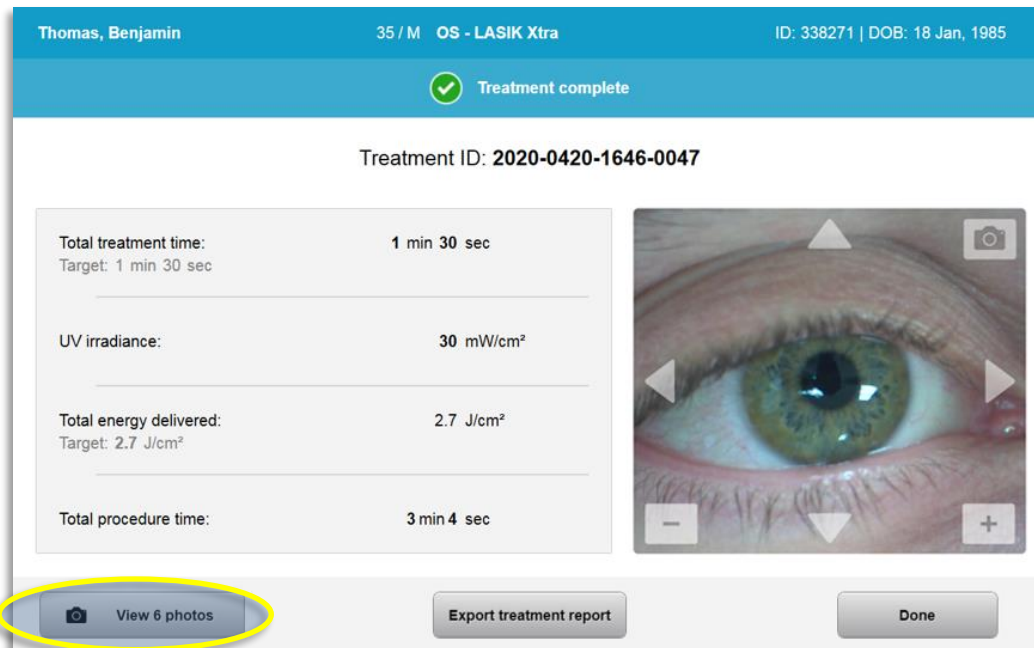 Thomas, Benjamin 35 / M OS - LASIK Xtra ID: 338271 | DOB: 18 Jan, 1985
Treatment complete
Treatment ID: 2020-0420-1646-0047
Total treatment time: 1 min 30 sec
Target: 1 min 30 sec
UV irradiance: 30 mW/cm²
Total energy delivered: 2.7 J/cm²
Target: 2.7 J/cm²
Total procedure time: 3 min 4 sec
View 6 photos Export treatment report Done